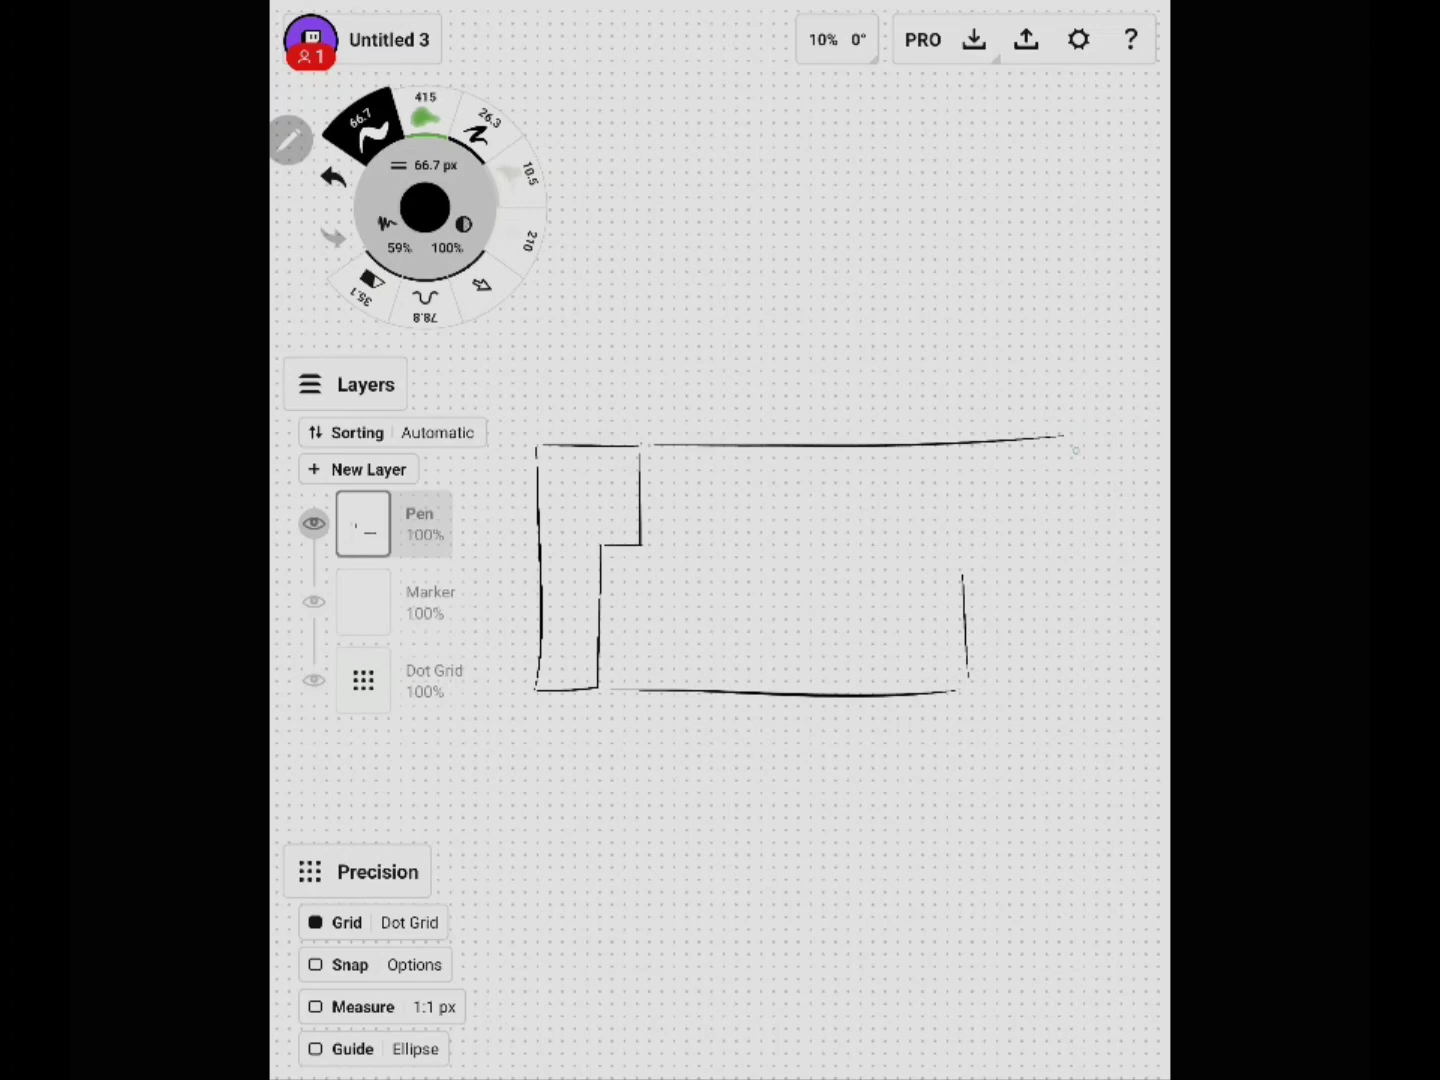 Untitled 3
1
10% 0°
PRO
?
66.7
415
26.3
10.5
210
66.7 px
59% 100%
35.1
78.8
Layers
Sorting Automatic
+ New Layer
Pen
100%
Marker
100%
Dot Grid
100%
Precision
Grid Dot Grid
Snap Options
Measure 1:1 px
Guide Ellipse